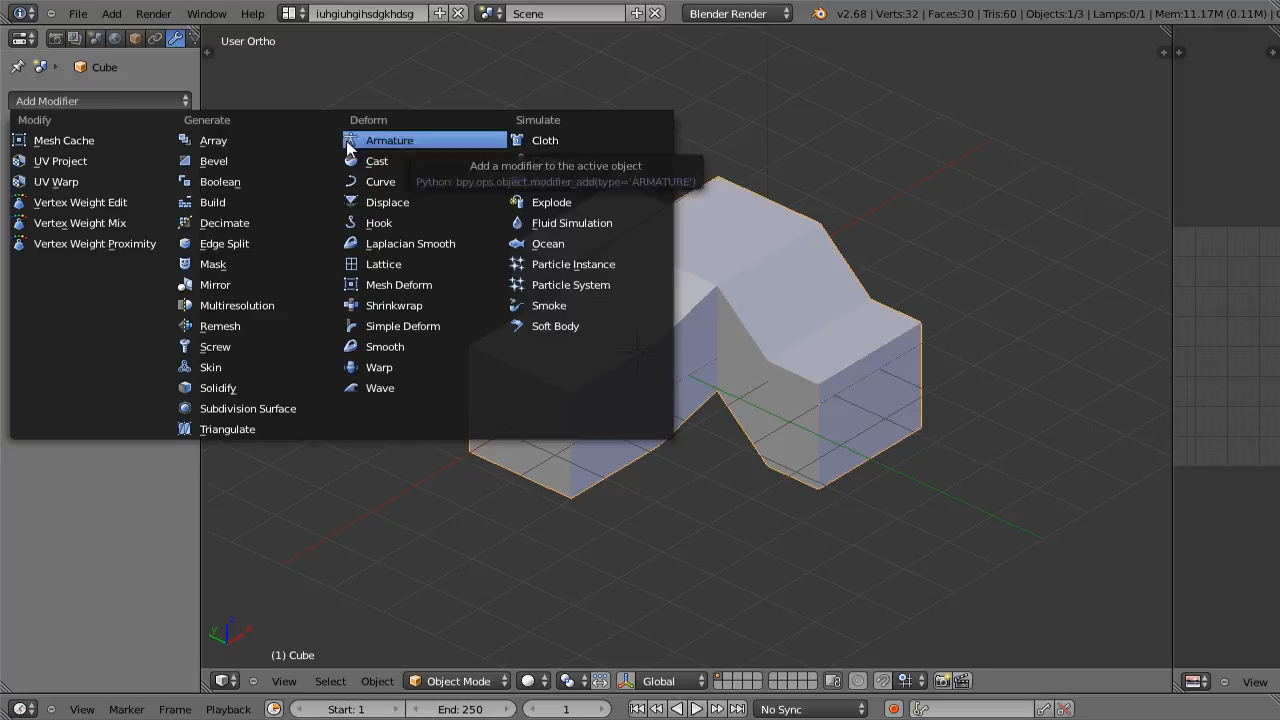 File Add Render Window Help iuhgiuhgihsdgkhdsg Scene Blender Render v2.68 | Verts:32 | Faces:30 | Tris:60 | Objects:1/3 | Lamps:0/1 | Mem:11.17M (0.11M) |
User Ortho
Cube
Add Modifier
Modify Generate Deform Simulate
Mesh Cache Array Armature Cloth
UV Project Bevel Cast
Add a modifier to the active object
UV Warp Boolean Curve
Python: bpy.ops.object.modifier_add(type='ARMATURE')
Vertex Weight Edit Build Displace Explode
Vertex Weight Mix Decimate Hook Fluid Simulation
Vertex Weight Proximity Edge Split Laplacian Smooth Ocean
Mask Lattice Particle Instance
Mirror Mesh Deform Particle System
Multiresolution Shrinkwrap Smoke
Remesh Simple Deform Soft Body
Screw Smooth
Skin Warp
Solidify Wave
Subdivision Surface
Triangulate
z
y x
(1) Cube
View Select Object Object Mode Global View
View Marker Frame Playback Start: 1 End: 250 1 No Sync